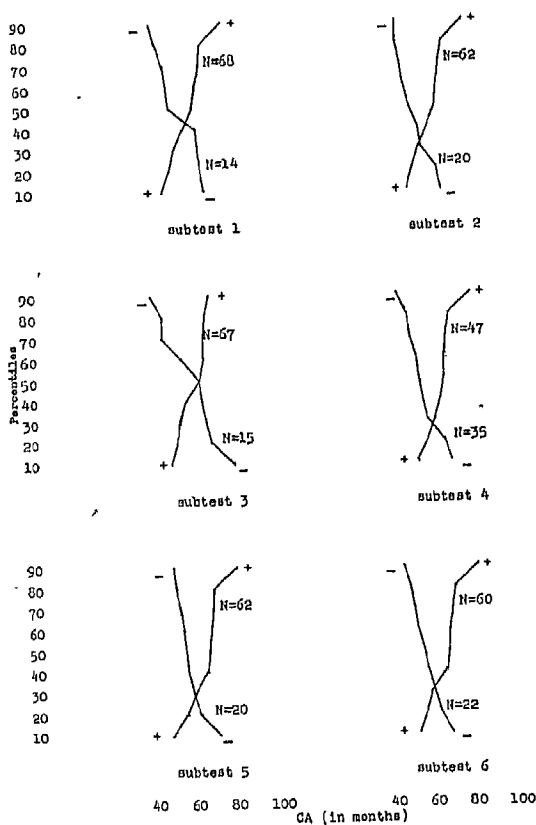 90
80
70
60
50
40
30
20
10
– +
N=68
N=14
+ –
subtest 1
– +
N=62
N=20
+ –
subtest 2
Percentiles
90
80
70
60
50
40
30
20
10
– +
N=67
N=15
+ –
subtest 3
– +
N=47
N=35
+ –
subtest 4
90
80
70
60
50
40
30
20
10
– +
N=62
N=20
+ –
subtest 5
– +
N=60
N=22
+ –
subtest 6
40 60 80 100 40 60 80 100
CA (in months)